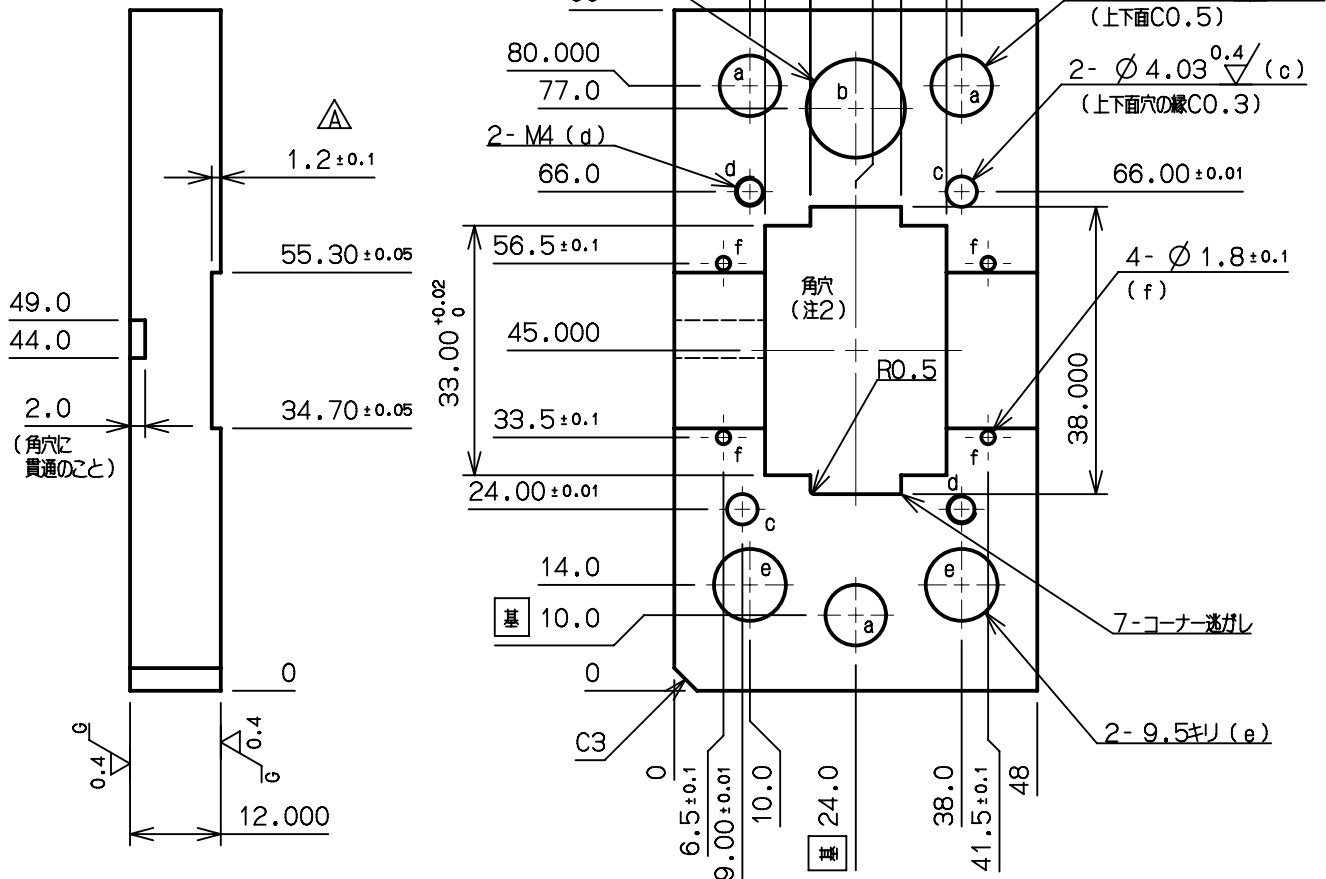 (上下面C0.5)
80.000
a
b
a
2- Ø 4.03 0.4 (c)
77.0
(上下面穴の縁C0.3)
A
2- M4 (d)
1.2±0.1
d
c
66.0
66.00±0.01
55.30±0.05
56.5±0.1
f
f
4- Ø 1.8±0.1
(f)
角穴
(注2)
49.0
44.0
33.00 +0.02 0
45.000
R0.5
38.000
2.0
(角穴に
貫通のこと)
34.70±0.05
33.5±0.1
f
f
24.00±0.01
c
d
14.0
e
e
基 10.0
a
7-コーナー逃がし
0
0
C3
2- 9.5キリ (e)
G
0.4
0.4
G
12.000
0
6.5±0.1
9.00±0.01
10.0
基 24.0
38.0
41.5±0.1
48